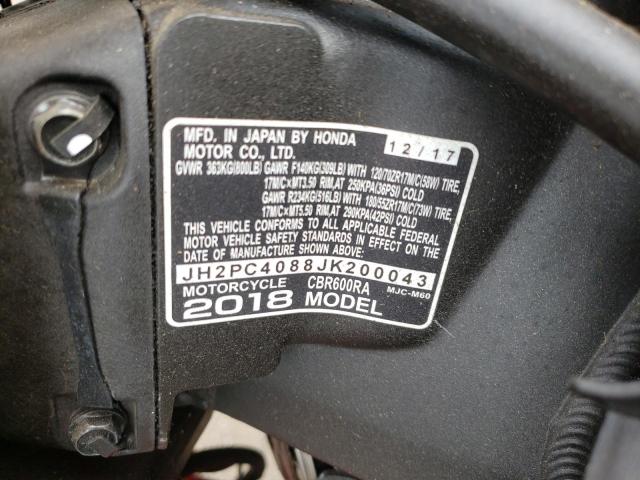 MFD. IN JAPAN BY HONDA
MOTOR CO., LTD. 12/17
GVWR 363KG(800LB) GAWR F140KG(309LB) WITH 120/70ZR17M/C(58W) TIRE,
17M/C×MT3.50 RIM,AT 250KPA(36PSI) COLD
GAWR R234KG(516LB) WITH 180/55ZR17M/C(73W) TIRE,
17M/C×MT5.50 RIM,AT 290KPA(42PSI) COLD
THIS VEHICLE CONFORMS TO ALL APPLICABLE FEDERAL
MOTOR VEHICLE SAFETY STANDARDS IN EFFECT ON THE
DATE OF MANUFACTURE SHOWN ABOVE:
JH2PC4088JK200043
MOTORCYCLE CBR600RA MJC-M60
2018 MODEL